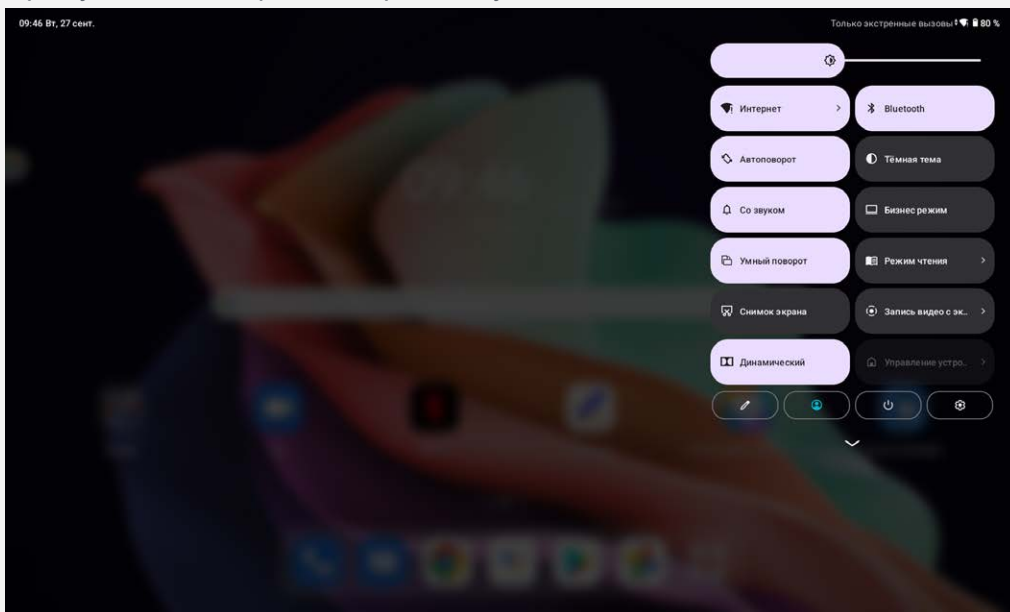 09:46 Вт, 27 сент.
Только экстренные вызовы 80 %
Интернет
Bluetooth
Автоповорот
Тёмная тема
Со звуком
Бизнес режим
Умный поворот
Режим чтения
Снимок экрана
Запись видео с эк..
Динамический
Управление устро..